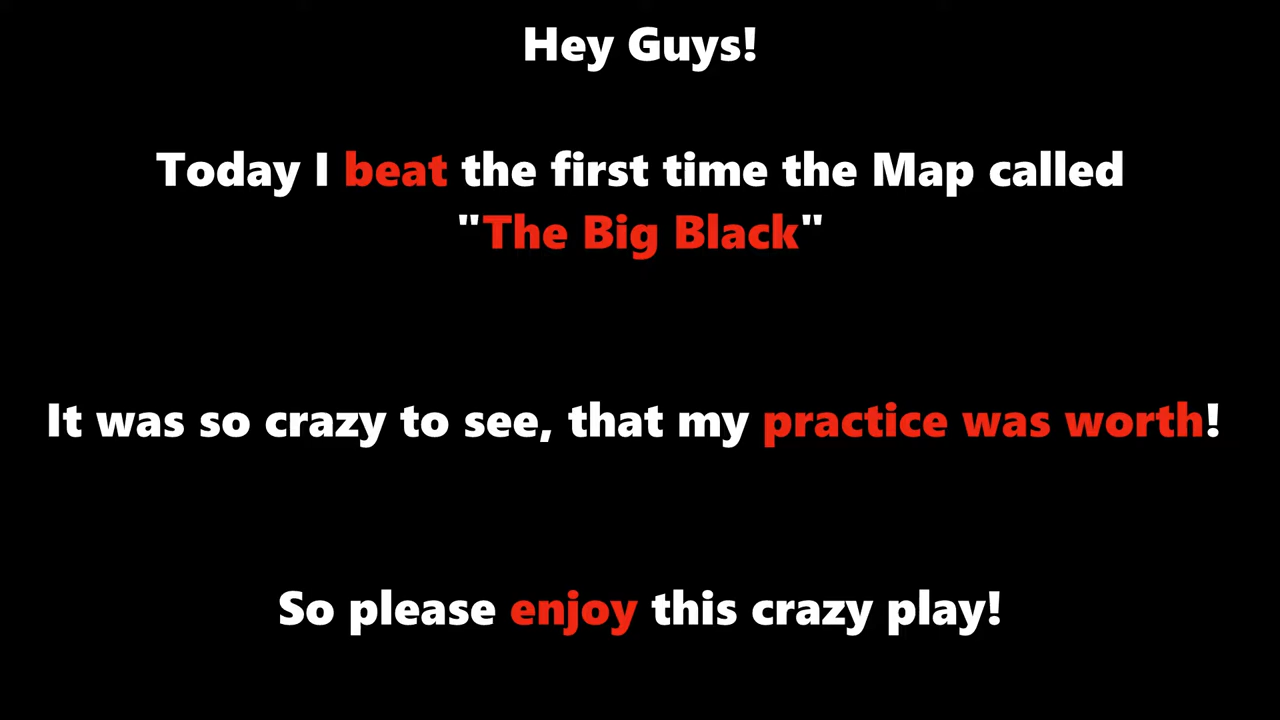 Hey Guys!
Today I beat the first time the Map called
"The Big Black"
It was so crazy to see, that my practice was worth!
So please enjoy this crazy play!